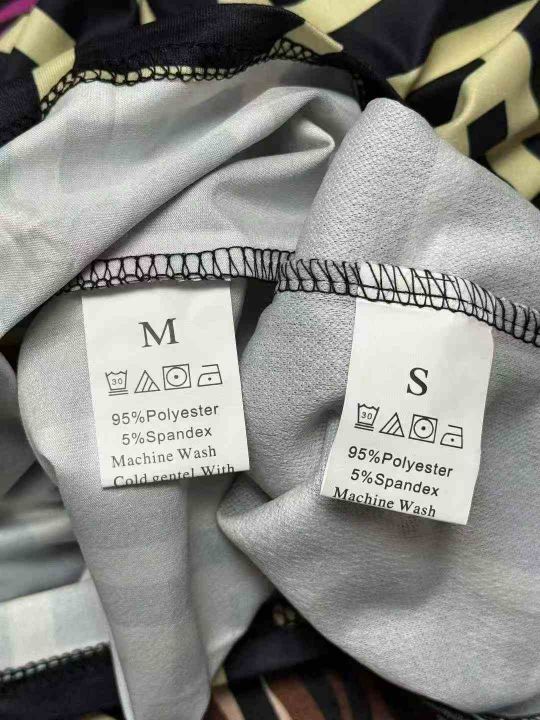 M
30
95%Polyester
5%Spandex
Machine Wash
Cold gentel With
S
30
95%Polyester
5%Spandex
Machine Wash